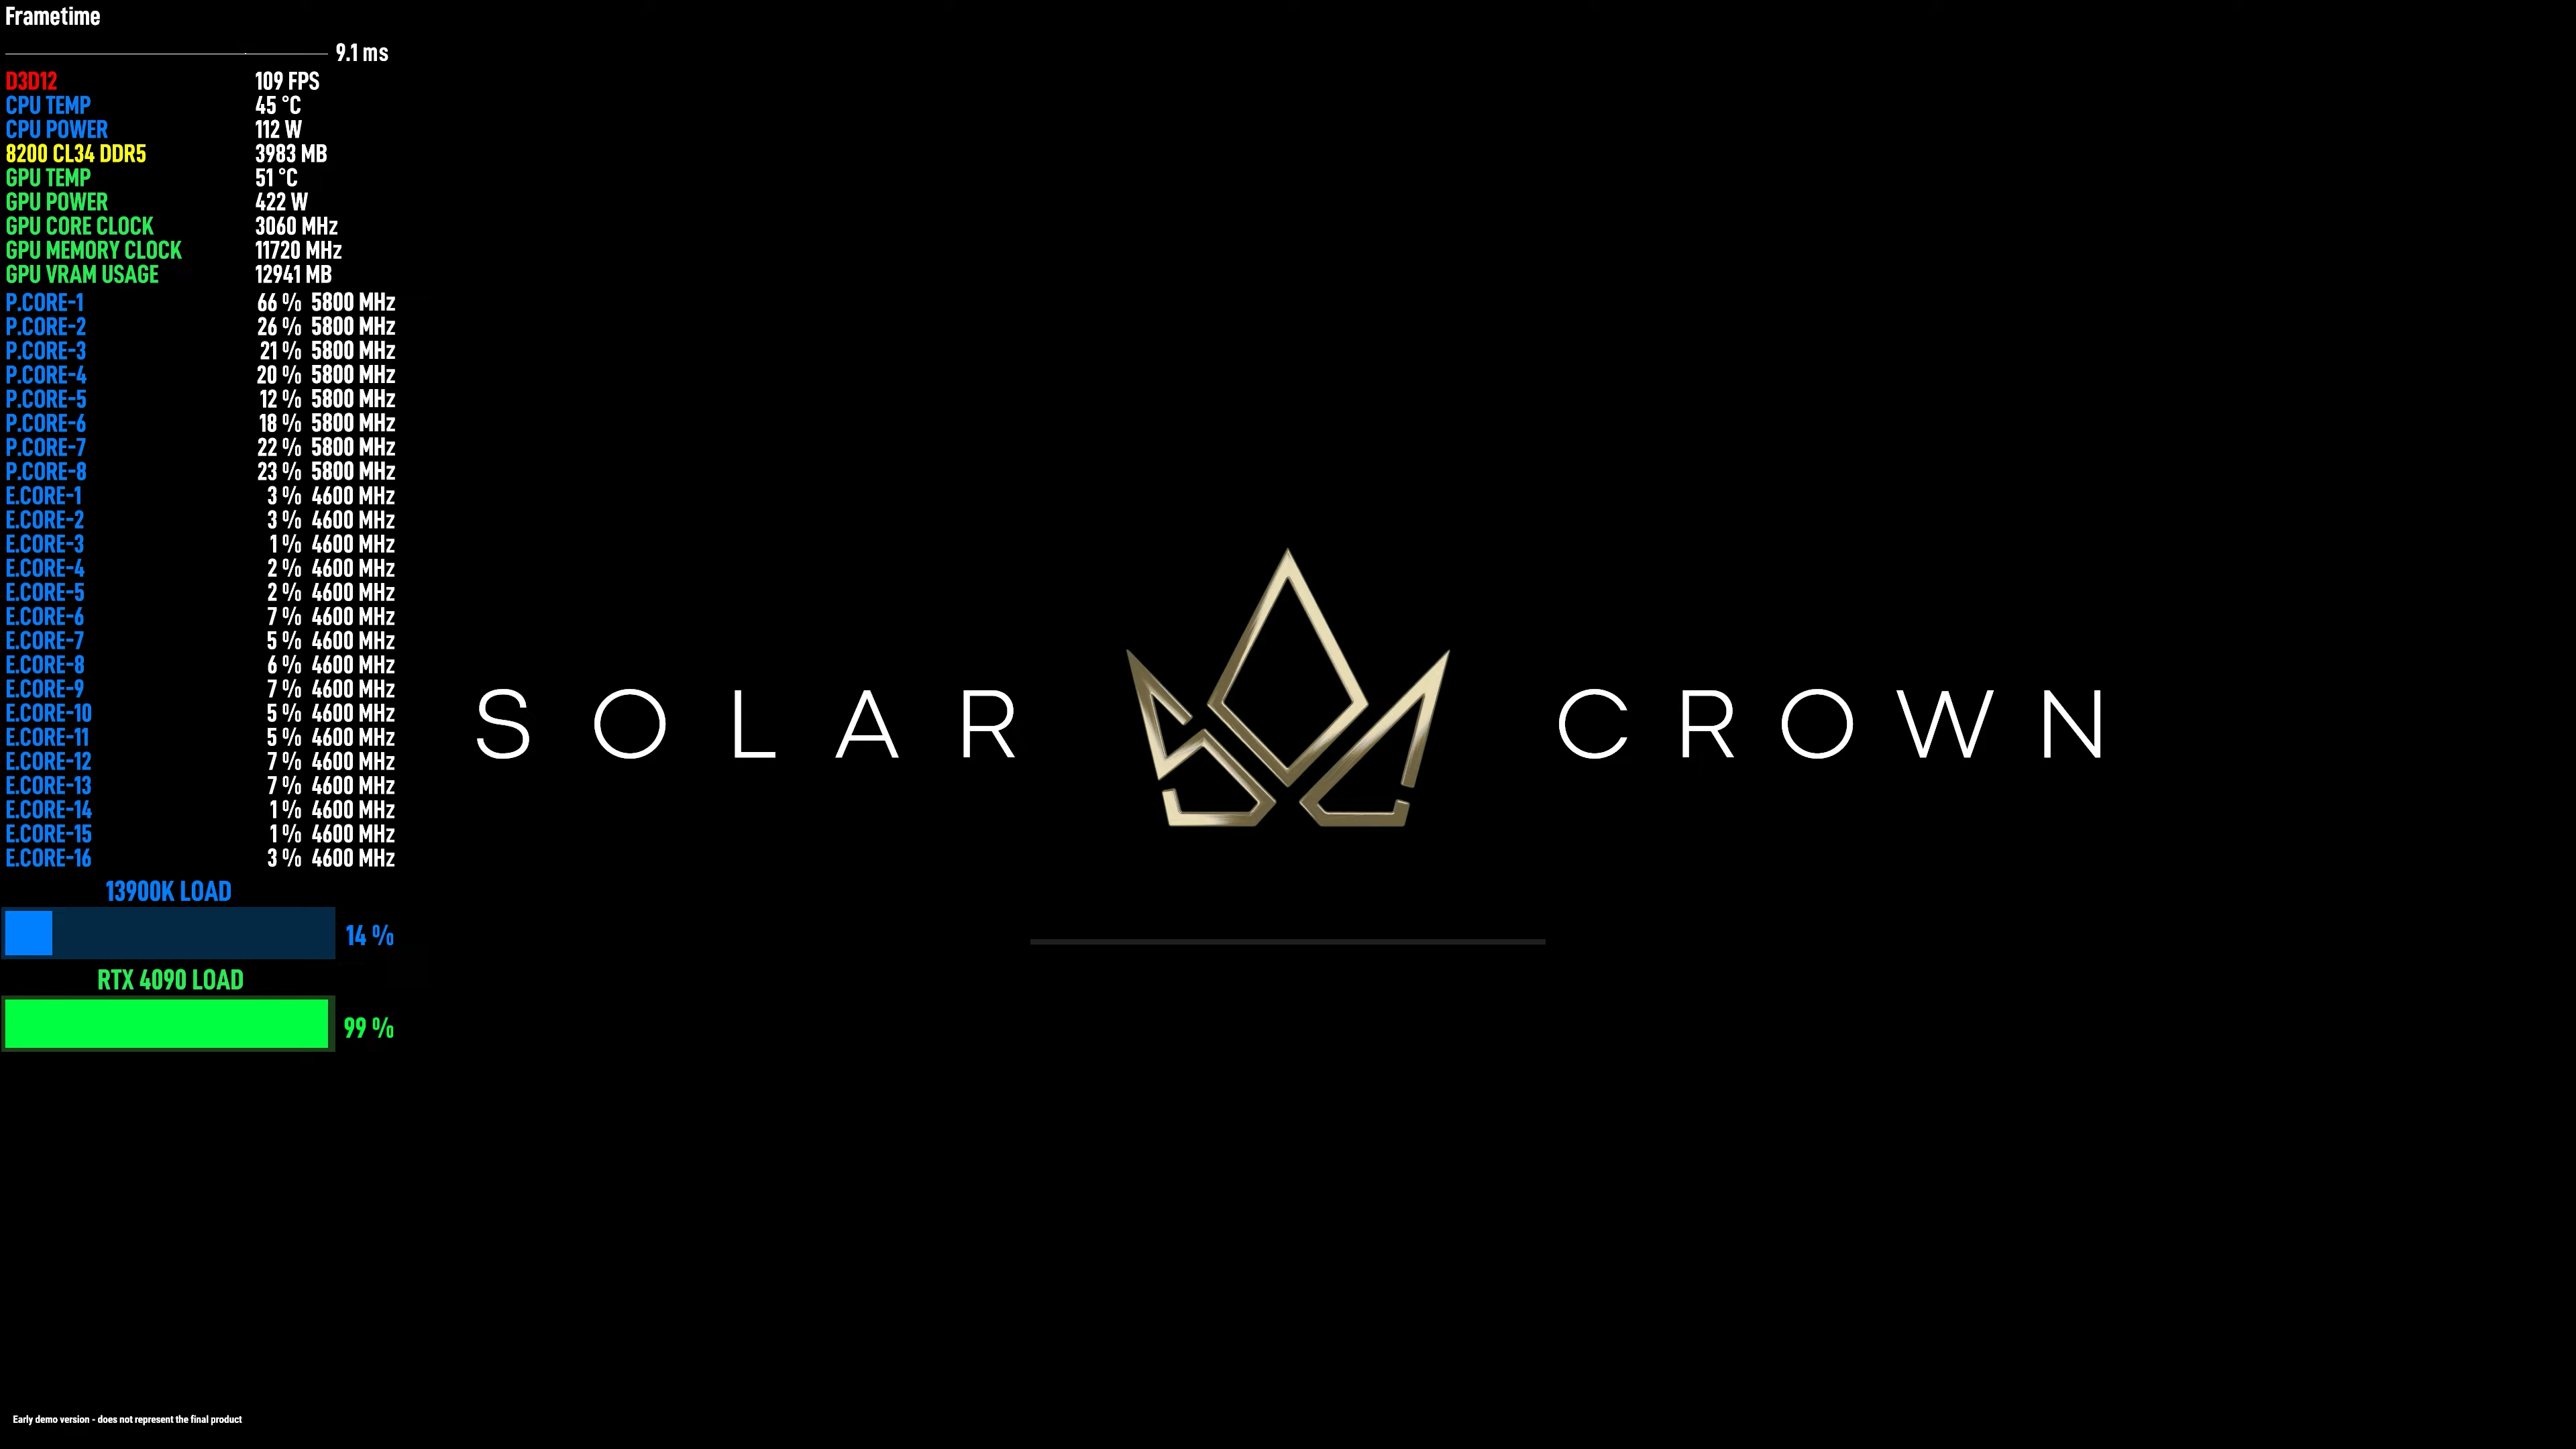 Frametime
9.1 ms
D3D12 109 FPS
CPU TEMP 45 °C
CPU POWER 112 W
8200 CL34 DDR5 3983 MB
GPU TEMP 51 °C
GPU POWER 422 W
GPU CORE CLOCK 3060 MHz
GPU MEMORY CLOCK 11720 MHz
GPU VRAM USAGE 12941 MB
P.CORE-1 66 % 5800 MHz
P.CORE-2 26 % 5800 MHz
P.CORE-3 21 % 5800 MHz
P.CORE-4 20 % 5800 MHz
P.CORE-5 12 % 5800 MHz
P.CORE-6 18 % 5800 MHz
P.CORE-7 22 % 5800 MHz
P.CORE-8 23 % 5800 MHz
E.CORE-1 3 % 4600 MHz
E.CORE-2 3 % 4600 MHz
E.CORE-3 1 % 4600 MHz
E.CORE-4 2 % 4600 MHz
E.CORE-5 2 % 4600 MHz
E.CORE-6 7 % 4600 MHz
E.CORE-7 5 % 4600 MHz
E.CORE-8 6 % 4600 MHz
E.CORE-9 7 % 4600 MHz
E.CORE-10 5 % 4600 MHz
E.CORE-11 5 % 4600 MHz
E.CORE-12 7 % 4600 MHz
E.CORE-13 7 % 4600 MHz
E.CORE-14 1 % 4600 MHz
E.CORE-15 1 % 4600 MHz
E.CORE-16 3 % 4600 MHz
13900K LOAD
14 %
RTX 4090 LOAD
99 %
SOLAR CROWN
Early demo version - does not represent the final product